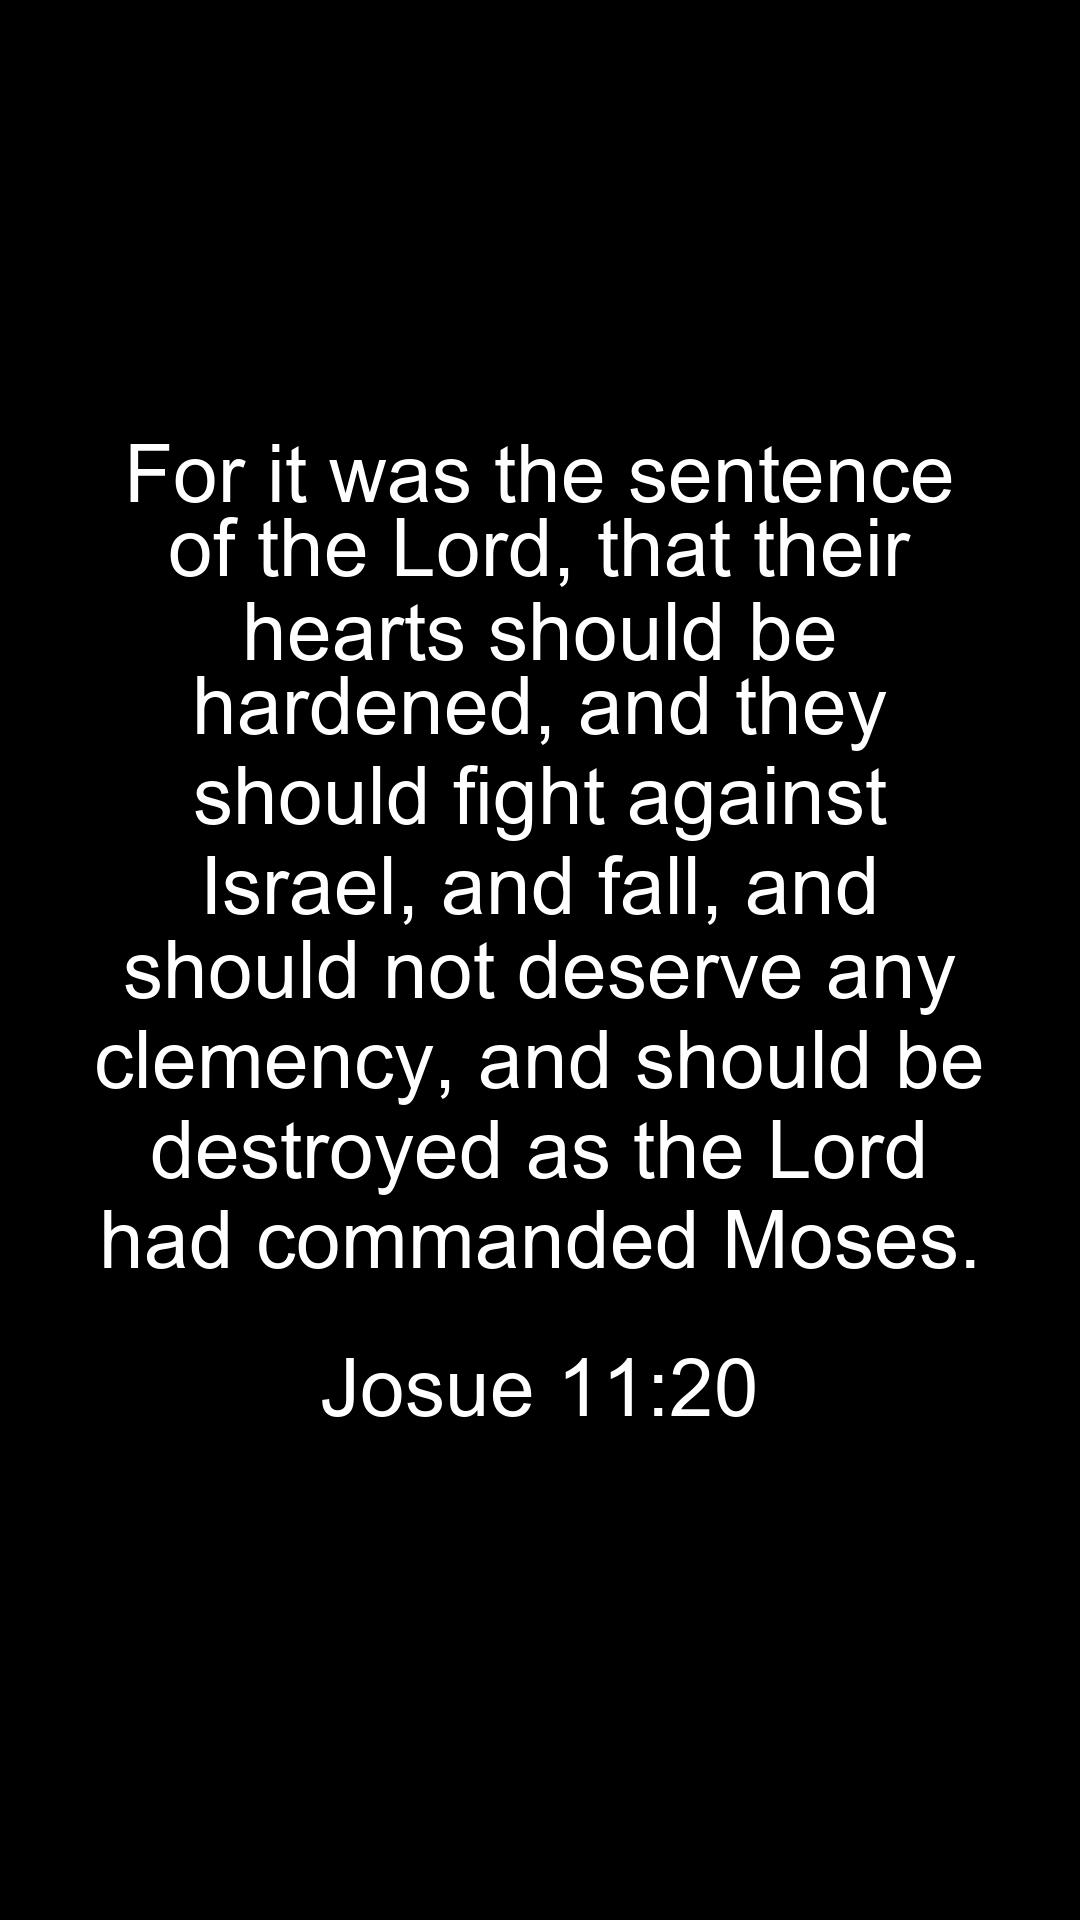 For it was the sentence
of the Lord, that their
hearts should be
hardened, and they
should fight against
Israel, and fall, and
should not deserve any
clemency, and should be
destroyed as the Lord
had commanded Moses.
Josue 11:20